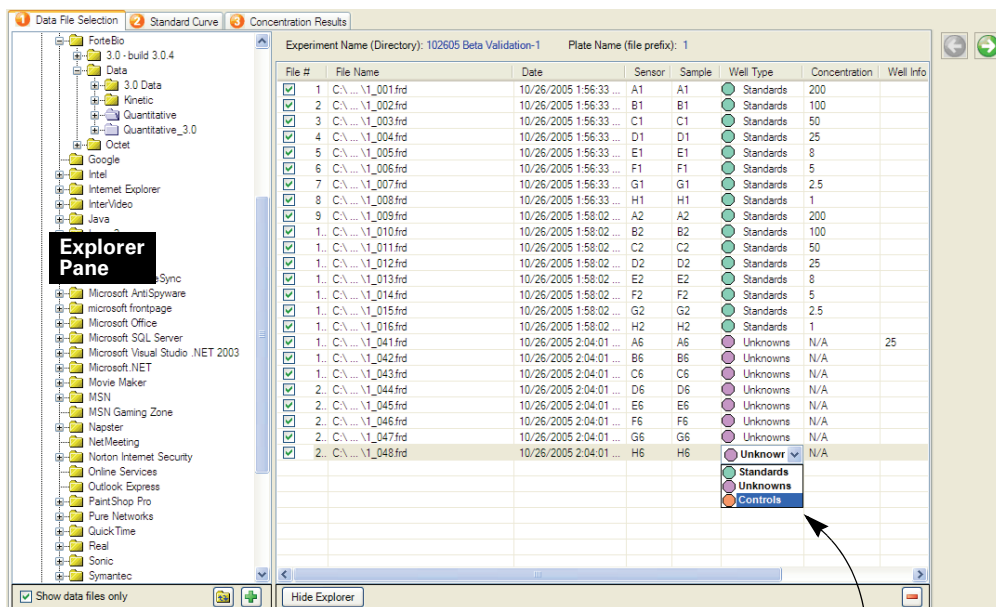 1 Data File Selection 2 Standard Curve 3 Concentration Results
ForteBio
3.0 - build 3.0.4
Data
3.0 Data
Kinetic
Quantitative
Quantitative_3.0
Octet
Google
Intel
Internet Explorer
InterVideo
Java
Explorer
Pane
eSync
Microsoft AntiSpyware
microsoft frontpage
Microsoft Office
Microsoft SQL Server
Microsoft Visual Studio .NET 2003
Microsoft.NET
Movie Maker
MSN
MSN Gaming Zone
Napster
NetMeeting
Norton Internet Security
Online Services
Outlook Express
Paint Shop Pro
Pure Networks
QuickTime
Real
Sonic
Symantec
Show data files only
Experiment Name (Directory): 102605 Beta Validation-1 Plate Name (file prefix): 1
File # File Name Date Sensor Sample Well Type Concentration Well Info
1 C:\ ... \1_001.frd 10/26/2005 1:56:33 ... A1 A1 Standards 200
2 C:\ ... \1_002.frd 10/26/2005 1:56:33 ... B1 B1 Standards 100
3 C:\ ... \1_003.frd 10/26/2005 1:56:33 ... C1 C1 Standards 50
4 C:\ ... \1_004.frd 10/26/2005 1:56:33 ... D1 D1 Standards 25
5 C:\ ... \1_005.frd 10/26/2005 1:56:33 ... E1 E1 Standards 8
6 C:\ ... \1_006.frd 10/26/2005 1:56:33 ... F1 F1 Standards 5
7 C:\ ... \1_007.frd 10/26/2005 1:56:33 ... G1 G1 Standards 2.5
8 C:\ ... \1_008.frd 10/26/2005 1:56:33 ... H1 H1 Standards 1
9 C:\ ... \1_009.frd 10/26/2005 1:58:02 ... A2 A2 Standards 200
1.. C:\ ... \1_010.frd 10/26/2005 1:58:02 ... B2 B2 Standards 100
1.. C:\ ... \1_011.frd 10/26/2005 1:58:02 ... C2 C2 Standards 50
1.. C:\ ... \1_012.frd 10/26/2005 1:58:02 ... D2 D2 Standards 25
1.. C:\ ... \1_013.frd 10/26/2005 1:58:02 ... E2 E2 Standards 8
1.. C:\ ... \1_014.frd 10/26/2005 1:58:02 ... F2 F2 Standards 5
1.. C:\ ... \1_015.frd 10/26/2005 1:58:02 ... G2 G2 Standards 2.5
1.. C:\ ... \1_016.frd 10/26/2005 1:58:02 ... H2 H2 Standards 1
1.. C:\ ... \1_041.frd 10/26/2005 2:04:01 ... A6 A6 Unknowns N/A 25
1.. C:\ ... \1_042.frd 10/26/2005 2:04:01 ... B6 B6 Unknowns N/A
1.. C:\ ... \1_043.frd 10/26/2005 2:04:01 ... C6 C6 Unknowns N/A
2.. C:\ ... \1_044.frd 10/26/2005 2:04:01 ... D6 D6 Unknowns N/A
2.. C:\ ... \1_045.frd 10/26/2005 2:04:01 ... E6 E6 Unknowns N/A
2.. C:\ ... \1_046.frd 10/26/2005 2:04:01 ... F6 F6 Unknowns N/A
2.. C:\ ... \1_047.frd 10/26/2005 2:04:01 ... G6 G6 Unknowns N/A
2.. C:\ ... \1_048.frd 10/26/2005 2:04:01 ... H6 H6 Unknowr N/A
Standards
Unknowns
Controls
Hide Explorer